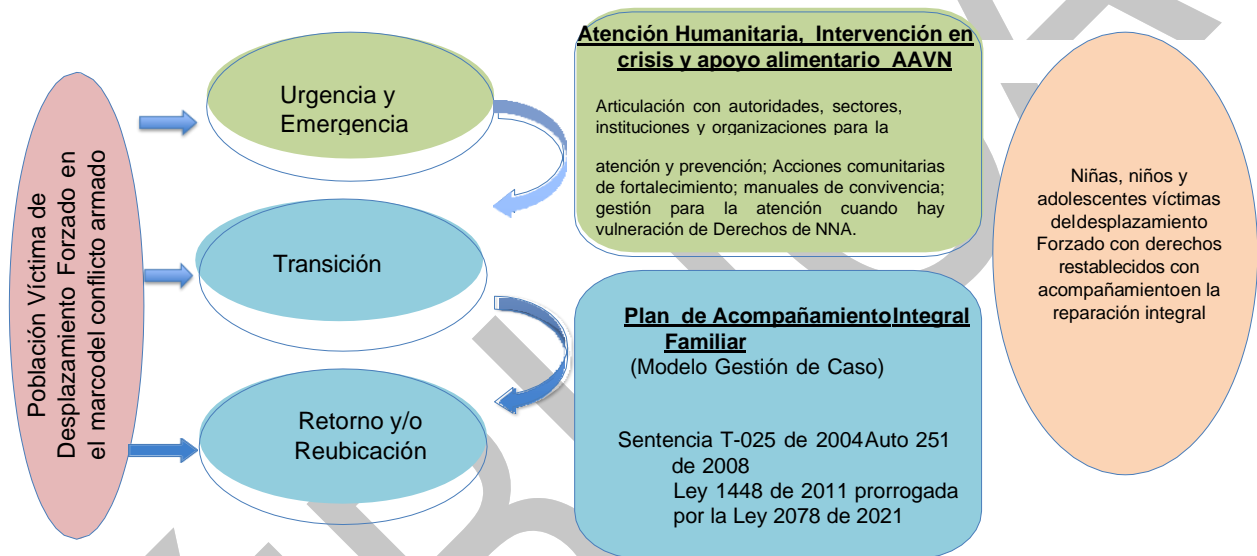 Población Víctima de
Desplazamiento Forzado en
el marcodel conflicto armado
Urgencia y
Emergencia
Transición
Retorno y/o
Reubicación
Atención Humanitaria, Intervención en
crisis y apoyo alimentario AAVN
Articulación con autoridades, sectores,
instituciones y organizaciones para la
atención y prevención; Acciones comunitarias
de fortalecimiento; manuales de convivencia;
gestión para la atención cuando hay
vulneración de Derechos de NNA.
Plan de AcompañamientoIntegral
Familiar
(Modelo Gestión de Caso)
Sentencia T-025 de 2004Auto 251
de 2008
Ley 1448 de 2011 prorrogada
por la Ley 2078 de 2021
Niñas, niños y
adolescentes víctimas
deldesplazamiento
Forzado con derechos
restablecidos con
acompañamientoen la
reparación integral